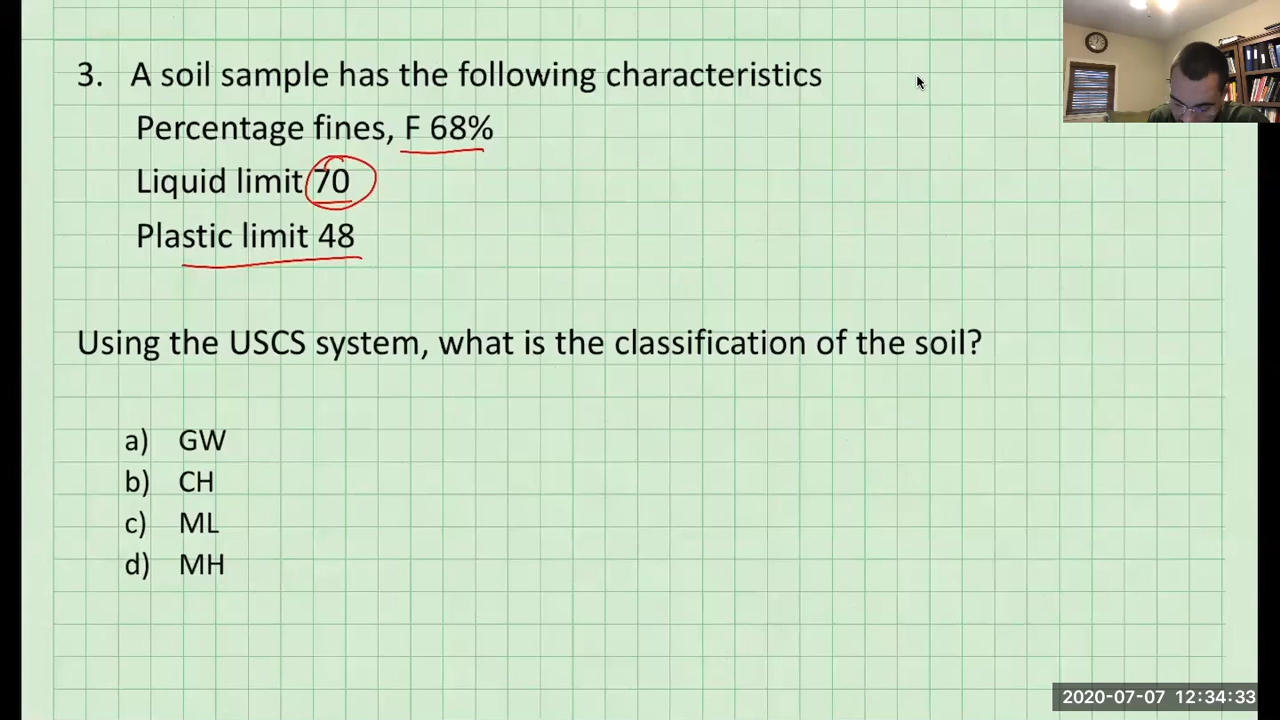 3. A soil sample has the following characteristics
Percentage fines, F 68%
Liquid limit 70
Plastic limit 48
Using the USCS system, what is the classification of the soil?
a) GW
b) CH
c) ML
d) MH
2020-07-07 12:34:33